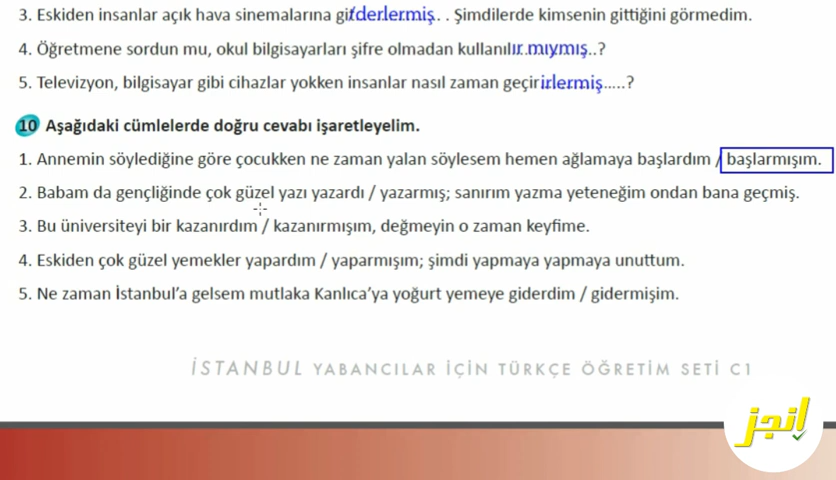 3. Eskiden insanlar açık hava sinemalarına giderlermiş. . Şimdilerde kimsenin gittiğini görmedim.
4. Öğretmene sordun mu, okul bilgisayarları şifre olmadan kullanılır mıymış..?
5. Televizyon, bilgisayar gibi cihazlar yokken insanlar nasıl zaman geçirirlermiş.....?
10 Aşağıdaki cümlelerde doğru cevabı işaretleyelim.
1. Annemin söylediğine göre çocukken ne zaman yalan söylesem hemen ağlamaya başlardım / başlarmışım.
2. Babam da gençliğinde çok güzel yazı yazardı / yazarmış; sanırım yazma yeteneğim ondan bana geçmiş.
3. Bu üniversiteyi bir kazanırdım / kazanırmışım, değmeyin o zaman keyfime.
4. Eskiden çok güzel yemekler yapardım / yaparmışım; şimdi yapmaya yapmaya unuttum.
5. Ne zaman İstanbul'a gelsem mutlaka Kanlıca'ya yoğurt yemeye giderdim / gidermişim.
İSTANBUL YABANCILAR İÇİN TÜRKÇE ÖĞRETİM SETİ C1
انجز